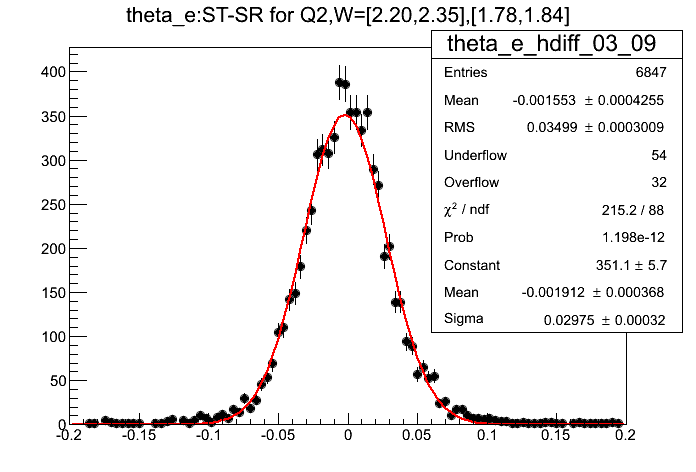 theta_e:ST-SR for Q2,W=[2.20,2.35],[1.78,1.84]
theta_e_hdiff_03_09
Entries 6847
Mean -0.001553 ± 0.0004255
RMS 0.03499 ± 0.0003009
Underflow 54
Overflow 32
χ² / ndf 215.2 / 88
Prob 1.198e-12
Constant 351.1 ± 5.7
Mean -0.001912 ± 0.000368
Sigma 0.02975 ± 0.00032
400
350
300
250
200
150
100
50
0
-0.2 -0.15 -0.1 -0.05 0 0.05 0.1 0.15 0.2